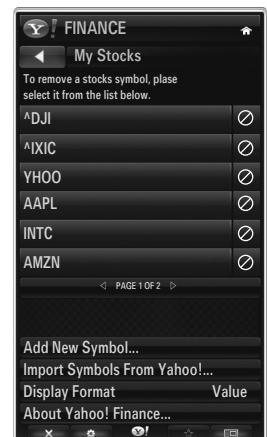 Y! FINANCE
My Stocks
To remove a stocks symbol, plase
select it from the list below.
^DJI
^IXIC
YHOO
AAPL
INTC
AMZN
PAGE 1 OF 2
Add New Symbol...
Import Symbols From Yahoo!...
Display Format Value
About Yahoo! Finance...
Y!